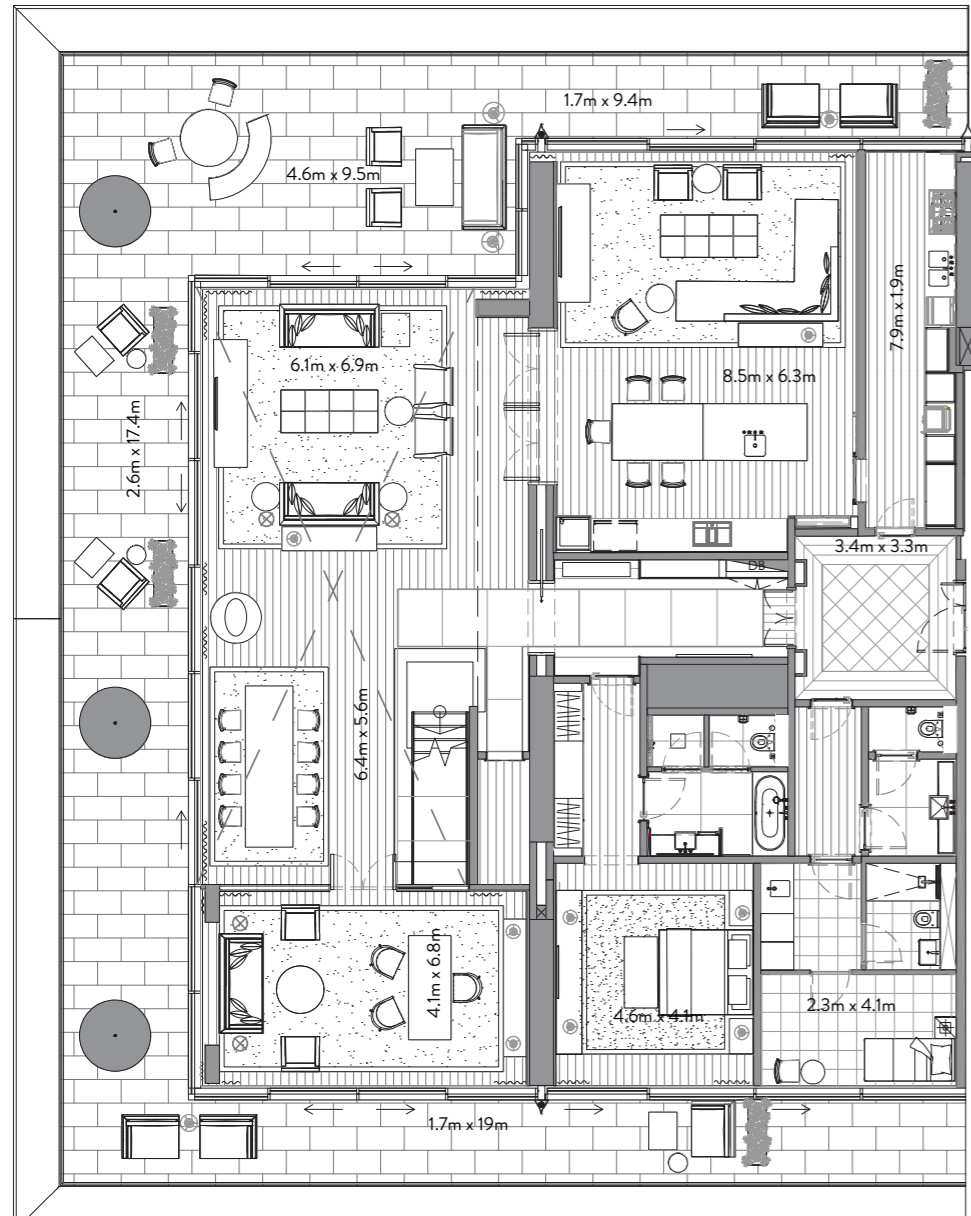 1.7m x 9.4m
4.6m x 9.5m
7.9m x 1.9m
6.1m x 6.9m
8.5m x 6.3m
2.6m x 17.4m
3.4m x 3.3m
DB
6.4m x 5.6m
4.1m x 6.8m
4.6m x 4.1m
2.3m x 4.1m
1.7m x 19m